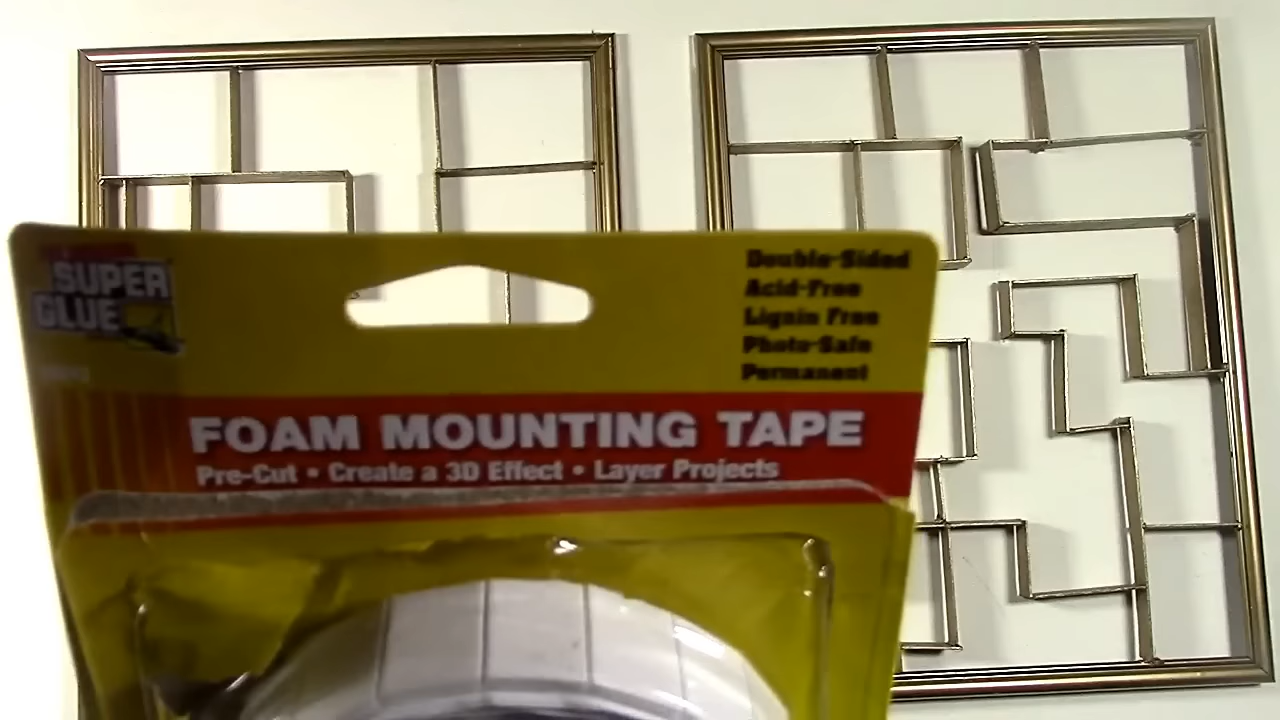 SUPER
GLUE
Double-Sided
Acid-Free
Lignin Free
Photo-Safe
Permanent
FOAM MOUNTING TAPE
Pre-Cut • Create a 3D Effect • Layer Projects